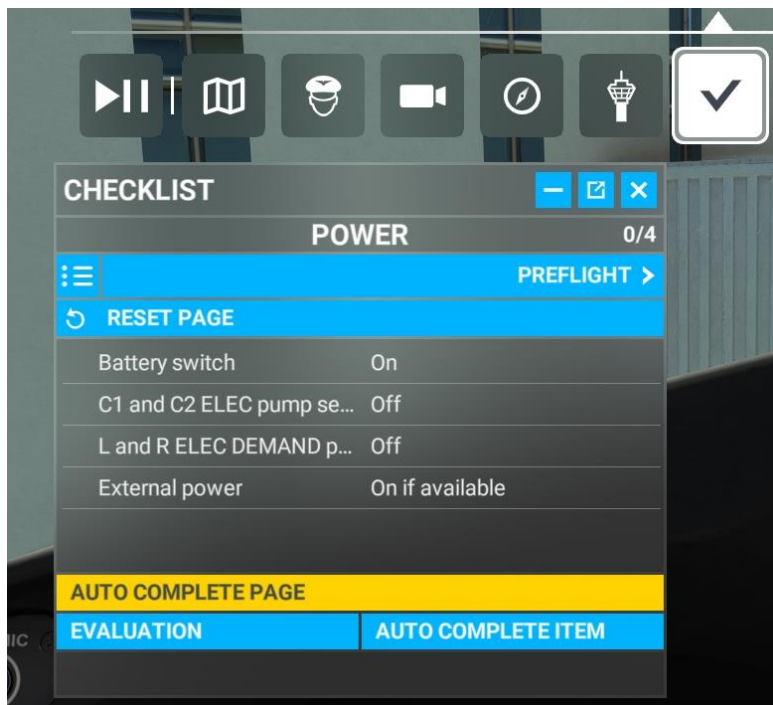 CHECKLIST
POWER 0/4
PREFLIGHT >
RESET PAGE
Battery switch On
C1 and C2 ELEC pump se... Off
L and R ELEC DEMAND p... Off
External power On if available
AUTO COMPLETE PAGE
EVALUATION AUTO COMPLETE ITEM